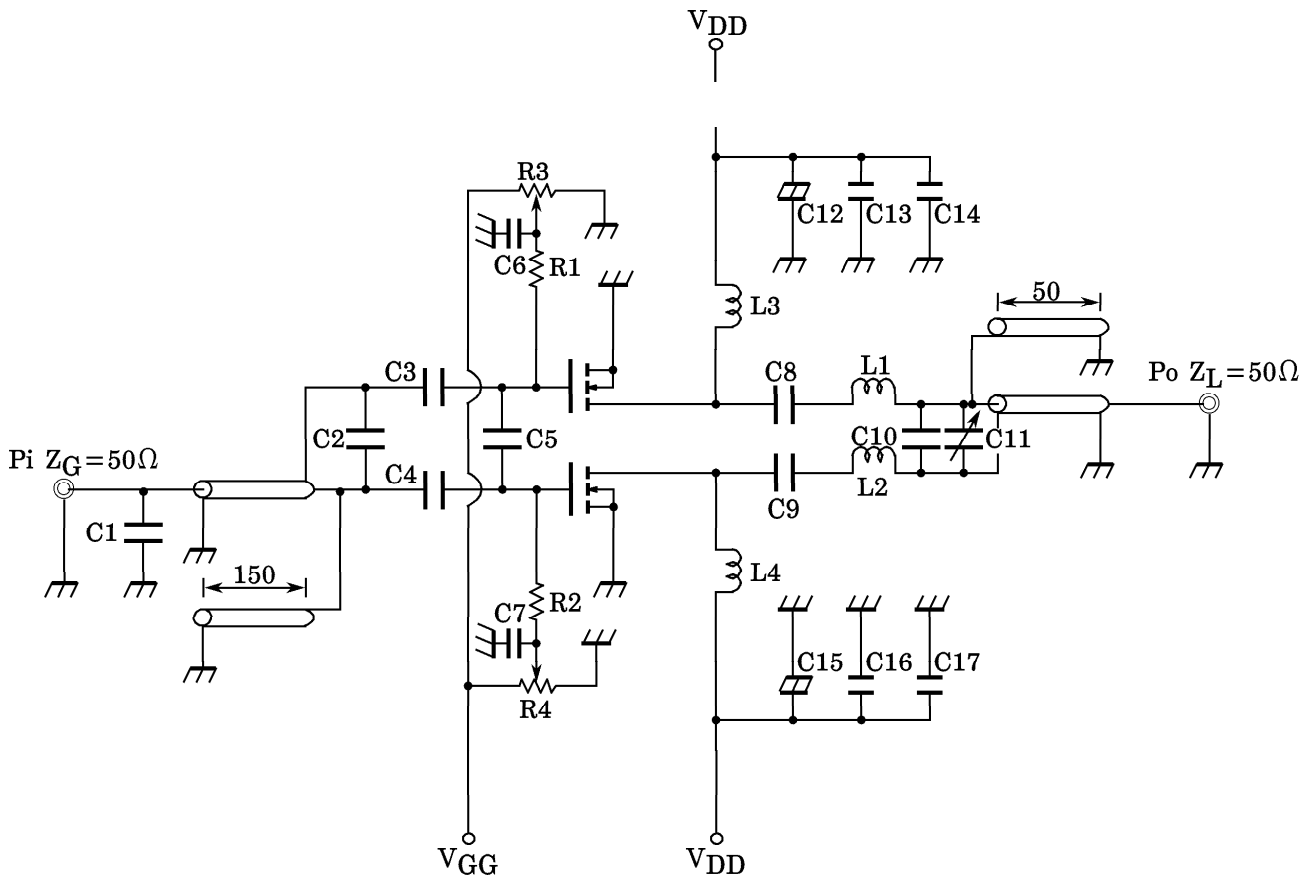 VDD
R3
C12
C13
C14
C6
R1
L3
50
C3
C8
L1
Po ZL=50Ω
C2
C5
C10
C11
Pi ZG=50Ω
C4
L2
C9
C1
150
L4
C7
R2
C15
C16
C17
R4
VGG
VDD